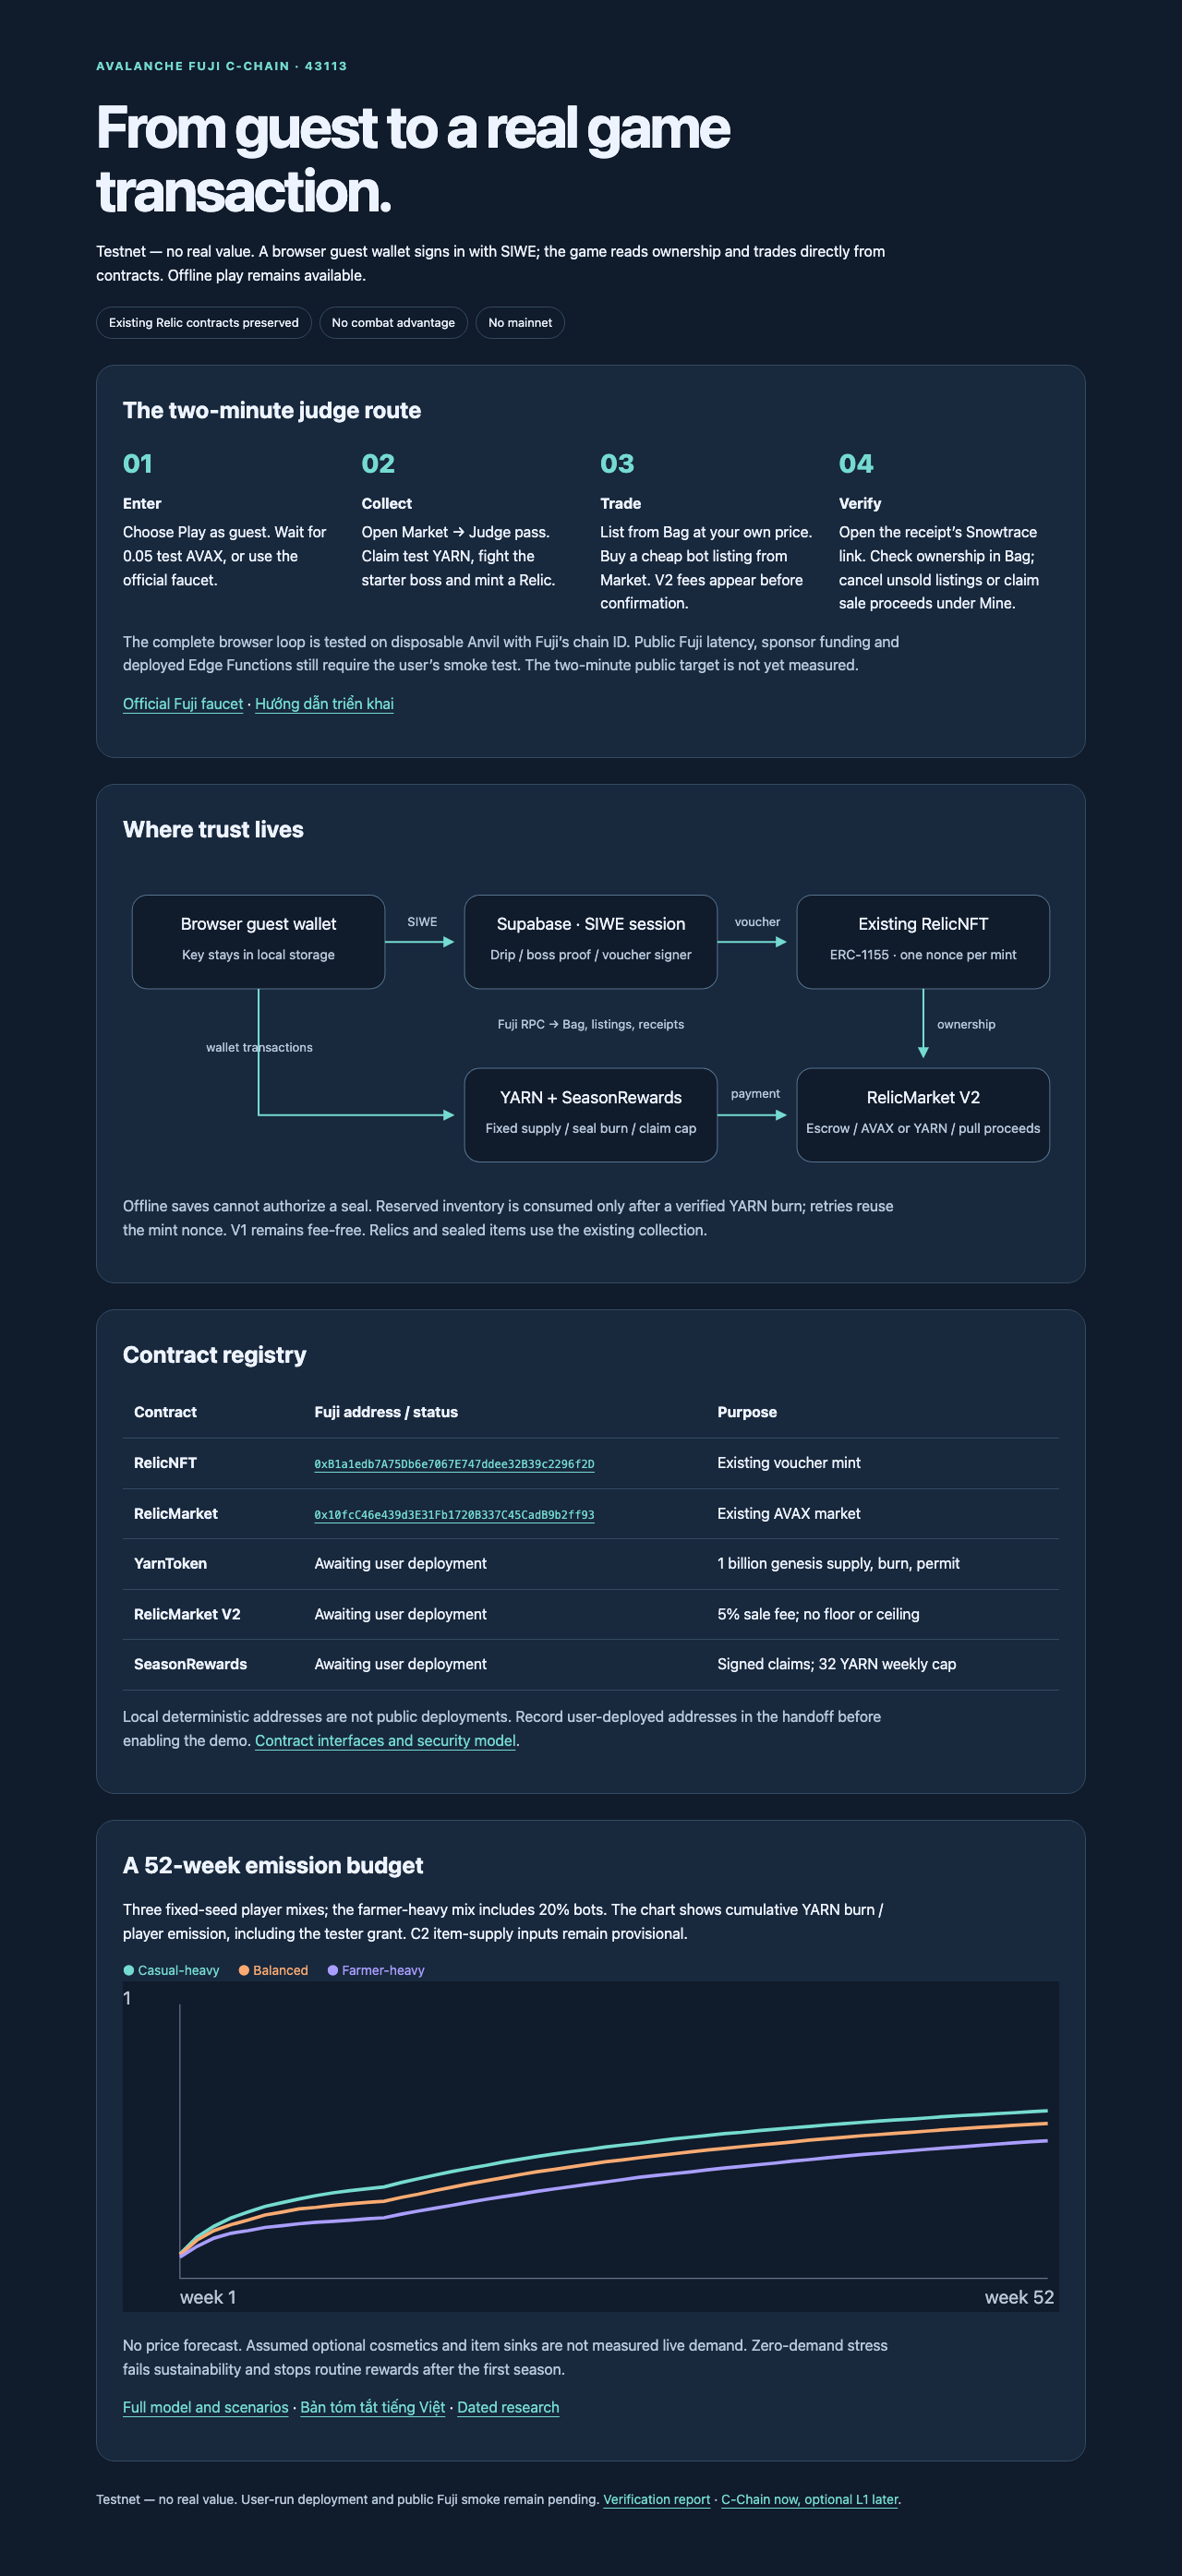 AVALANCHE FUJI C-CHAIN · 43113
From guest to a real game
transaction.
Testnet — no real value. A browser guest wallet signs in with SIWE; the game reads ownership and trades directly from
contracts. Offline play remains available.
Existing Relic contracts preserved
No combat advantage
No mainnet
The two-minute judge route
01
Enter
Choose Play as guest. Wait for
0.05 test AVAX, or use the
official faucet.
02
Collect
Open Market → Judge pass.
Claim test YARN, fight the
starter boss and mint a Relic.
03
Trade
List from Bag at your own price.
Buy a cheap bot listing from
Market. V2 fees appear before
confirmation.
04
Verify
Open the receipt’s Snowtrace
link. Check ownership in Bag;
cancel unsold listings or claim
sale proceeds under Mine.
The complete browser loop is tested on disposable Anvil with Fuji’s chain ID. Public Fuji latency, sponsor funding and
deployed Edge Functions still require the user’s smoke test. The two-minute public target is not yet measured.
Official Fuji faucet · Hướng dẫn triển khai
Where trust lives
Browser guest wallet
Key stays in local storage
SIWE
Supabase · SIWE session
Drip / boss proof / voucher signer
voucher
Existing RelicNFT
ERC-1155 · one nonce per mint
Fuji RPC → Bag, listings, receipts
ownership
wallet transactions
YARN + SeasonRewards
Fixed supply / seal burn / claim cap
payment
RelicMarket V2
Escrow / AVAX or YARN / pull proceeds
Offline saves cannot authorize a seal. Reserved inventory is consumed only after a verified YARN burn; retries reuse
the mint nonce. V1 remains fee-free. Relics and sealed items use the existing collection.
Contract registry
Contract Fuji address / status Purpose
RelicNFT 0xB1a1edb7A75Db6e7067E747ddee32B39c2296f2D Existing voucher mint
RelicMarket 0x10fcC46e439d3E31Fb1720B337C45CadB9b2ff93 Existing AVAX market
YarnToken Awaiting user deployment 1 billion genesis supply, burn, permit
RelicMarket V2 Awaiting user deployment 5% sale fee; no floor or ceiling
SeasonRewards Awaiting user deployment Signed claims; 32 YARN weekly cap
Local deterministic addresses are not public deployments. Record user-deployed addresses in the handoff before
enabling the demo. Contract interfaces and security model.
A 52-week emission budget
Three fixed-seed player mixes; the farmer-heavy mix includes 20% bots. The chart shows cumulative YARN burn /
player emission, including the tester grant. C2 item-supply inputs remain provisional.
Casual-heavy Balanced Farmer-heavy
1
week 1 week 52
No price forecast. Assumed optional cosmetics and item sinks are not measured live demand. Zero-demand stress
fails sustainability and stops routine rewards after the first season.
Full model and scenarios · Bản tóm tắt tiếng Việt · Dated research
Testnet — no real value. User-run deployment and public Fuji smoke remain pending. Verification report · C-Chain now, optional L1 later.